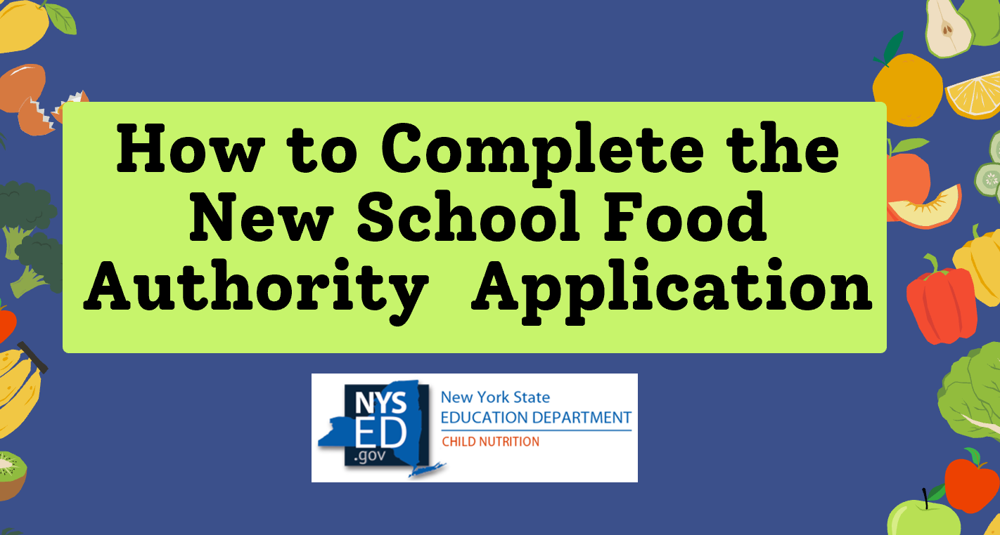 How to Complete the
New School Food
Authority  Application
NYS
ED
.gov
New York State
EDUCATION DEPARTMENT
CHILD NUTRITION